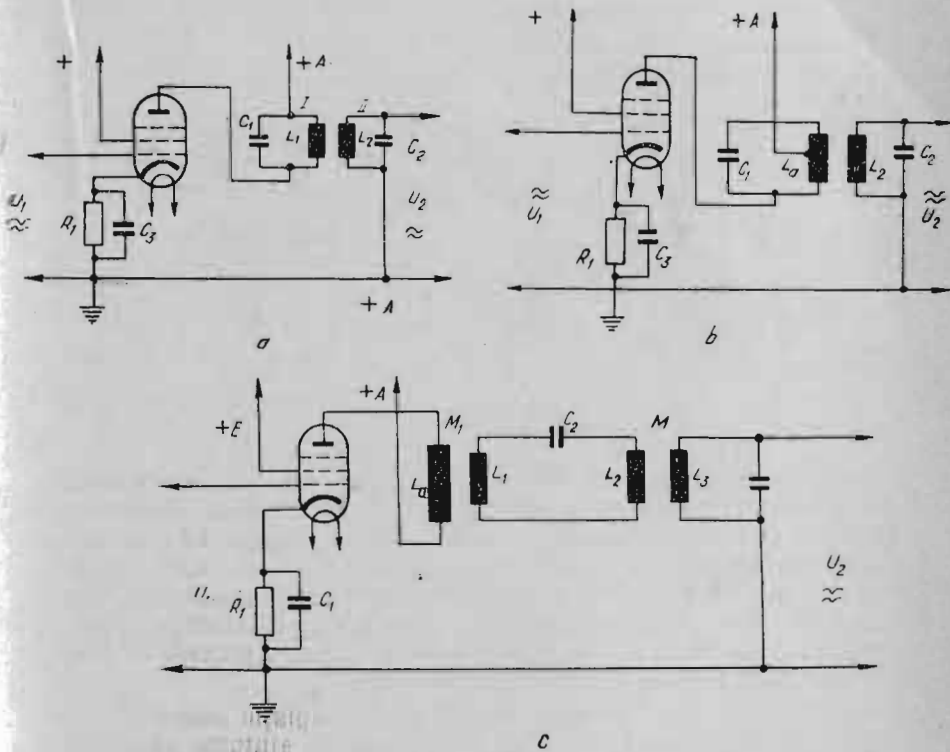 +
+A
I
II
C₁
L₁
L₂
C₂
U₁
≈
R₁
C₃
U₂
≈
+A
a
+
+A
C₁
La
L₂
C₂
≈
U₁
≈
U₂
R₁
C₃
b
+A
+E
M₁
C₂
M
La
L₁
L₂
L₃
R₁
C₁
U₂
≈
c